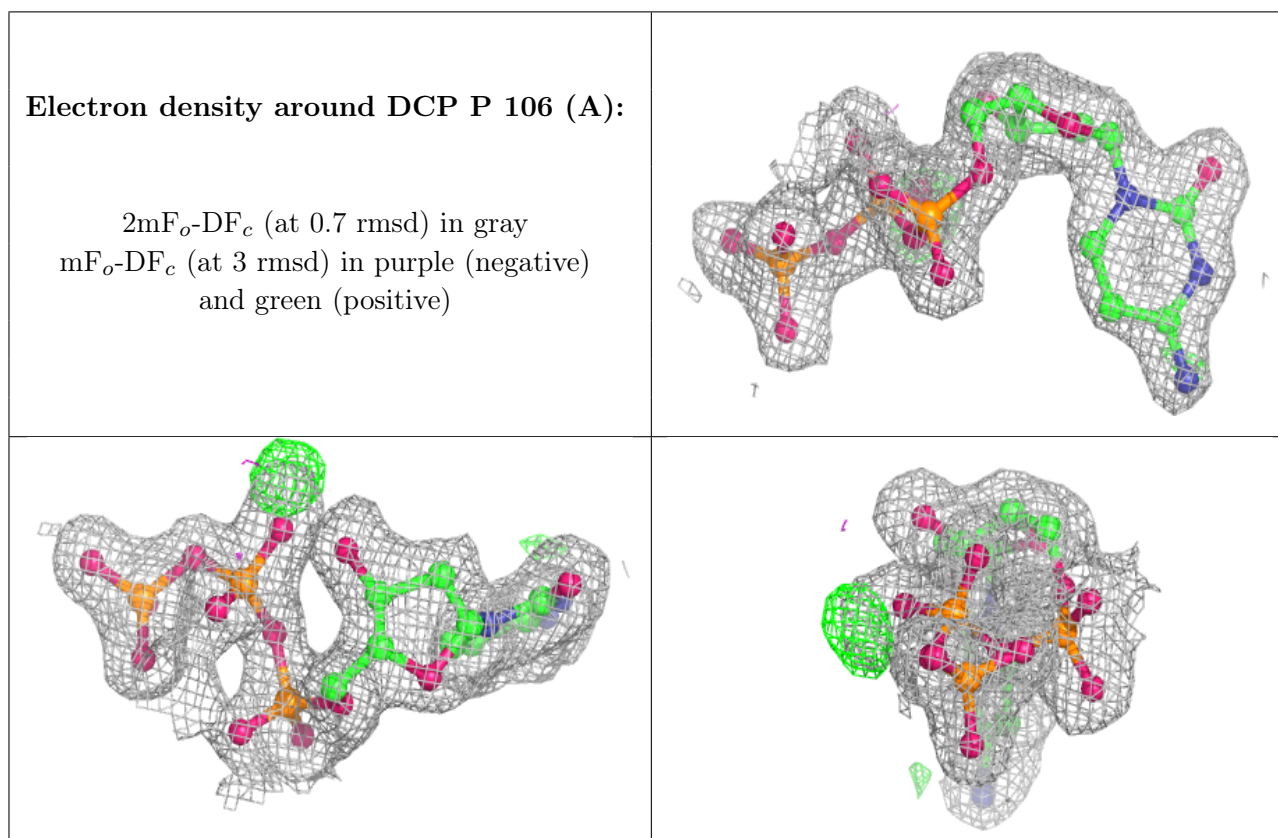 Electron density around DCP P 106 (A):
2mFo-DFc (at 0.7 rmsd) in gray
mFo-DFc (at 3 rmsd) in purple (negative)
and green (positive)